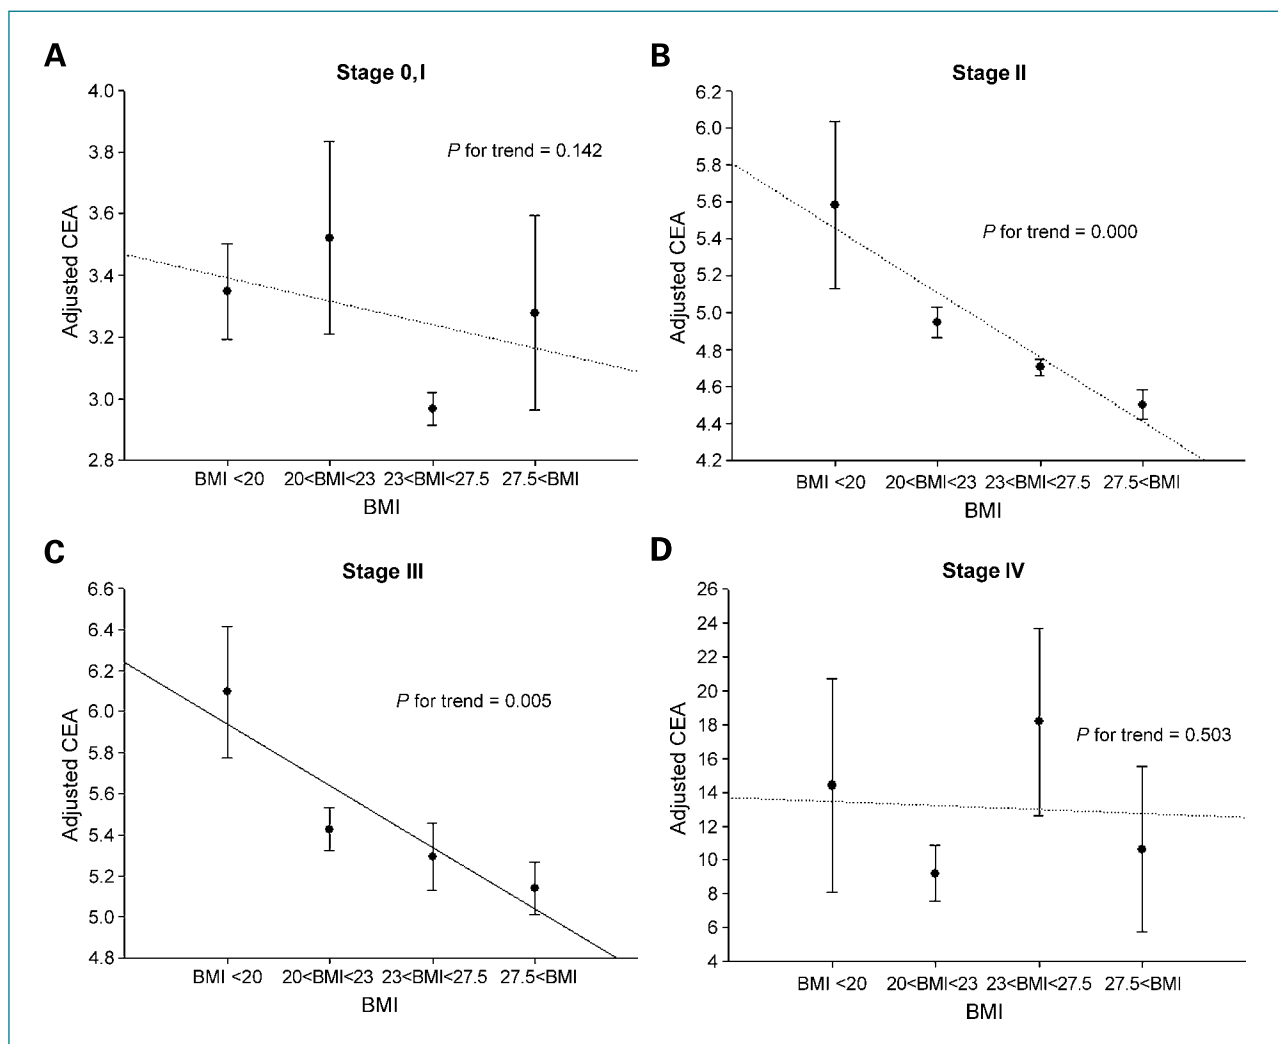 A
Stage 0, I
4.0
3.8
3.6
3.4
3.2
3.0
2.8
Adjusted CEA
P for trend = 0.142
BMI <20 20<BMI<23 23<BMI<27.5 27.5<BMI
BMI
B
Stage II
6.2
6.0
5.8
5.6
5.4
5.2
5.0
4.8
4.6
4.4
4.2
Adjusted CEA
P for trend = 0.000
BMI <20 20<BMI<23 23<BMI<27.5 27.5<BMI
BMI
C
Stage III
6.6
6.4
6.2
6.0
5.8
5.6
5.4
5.2
5.0
4.8
Adjusted CEA
P for trend = 0.005
BMI <20 20<BMI<23 23<BMI<27.5 27.5<BMI
BMI
D
Stage IV
26
24
22
20
18
16
14
12
10
8
6
4
Adjusted CEA
P for trend = 0.503
BMI <20 20<BMI<23 23<BMI<27.5 27.5<BMI
BMI